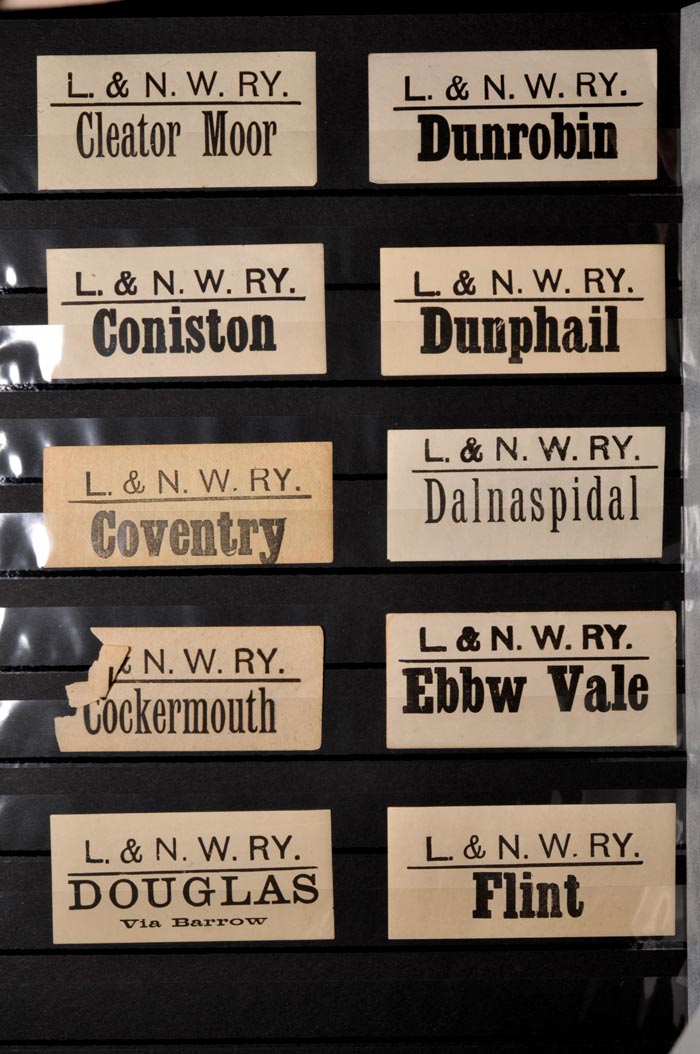 L. & N. W. RY.
Cleator Moor
L. & N. W. RY.
Dunrobin
L. & N. W. RY.
Coniston
L. & N. W. RY.
Dunphail
L. & N. W. RY.
Coventry
L. & N. W. RY.
Dalnaspidal
& N. W. RY.
Cockermouth
L. & N. W. RY.
Ebbw Vale
L. & N. W. RY.
DOUGLAS
Via Barrow
L. & N. W. RY.
Flint